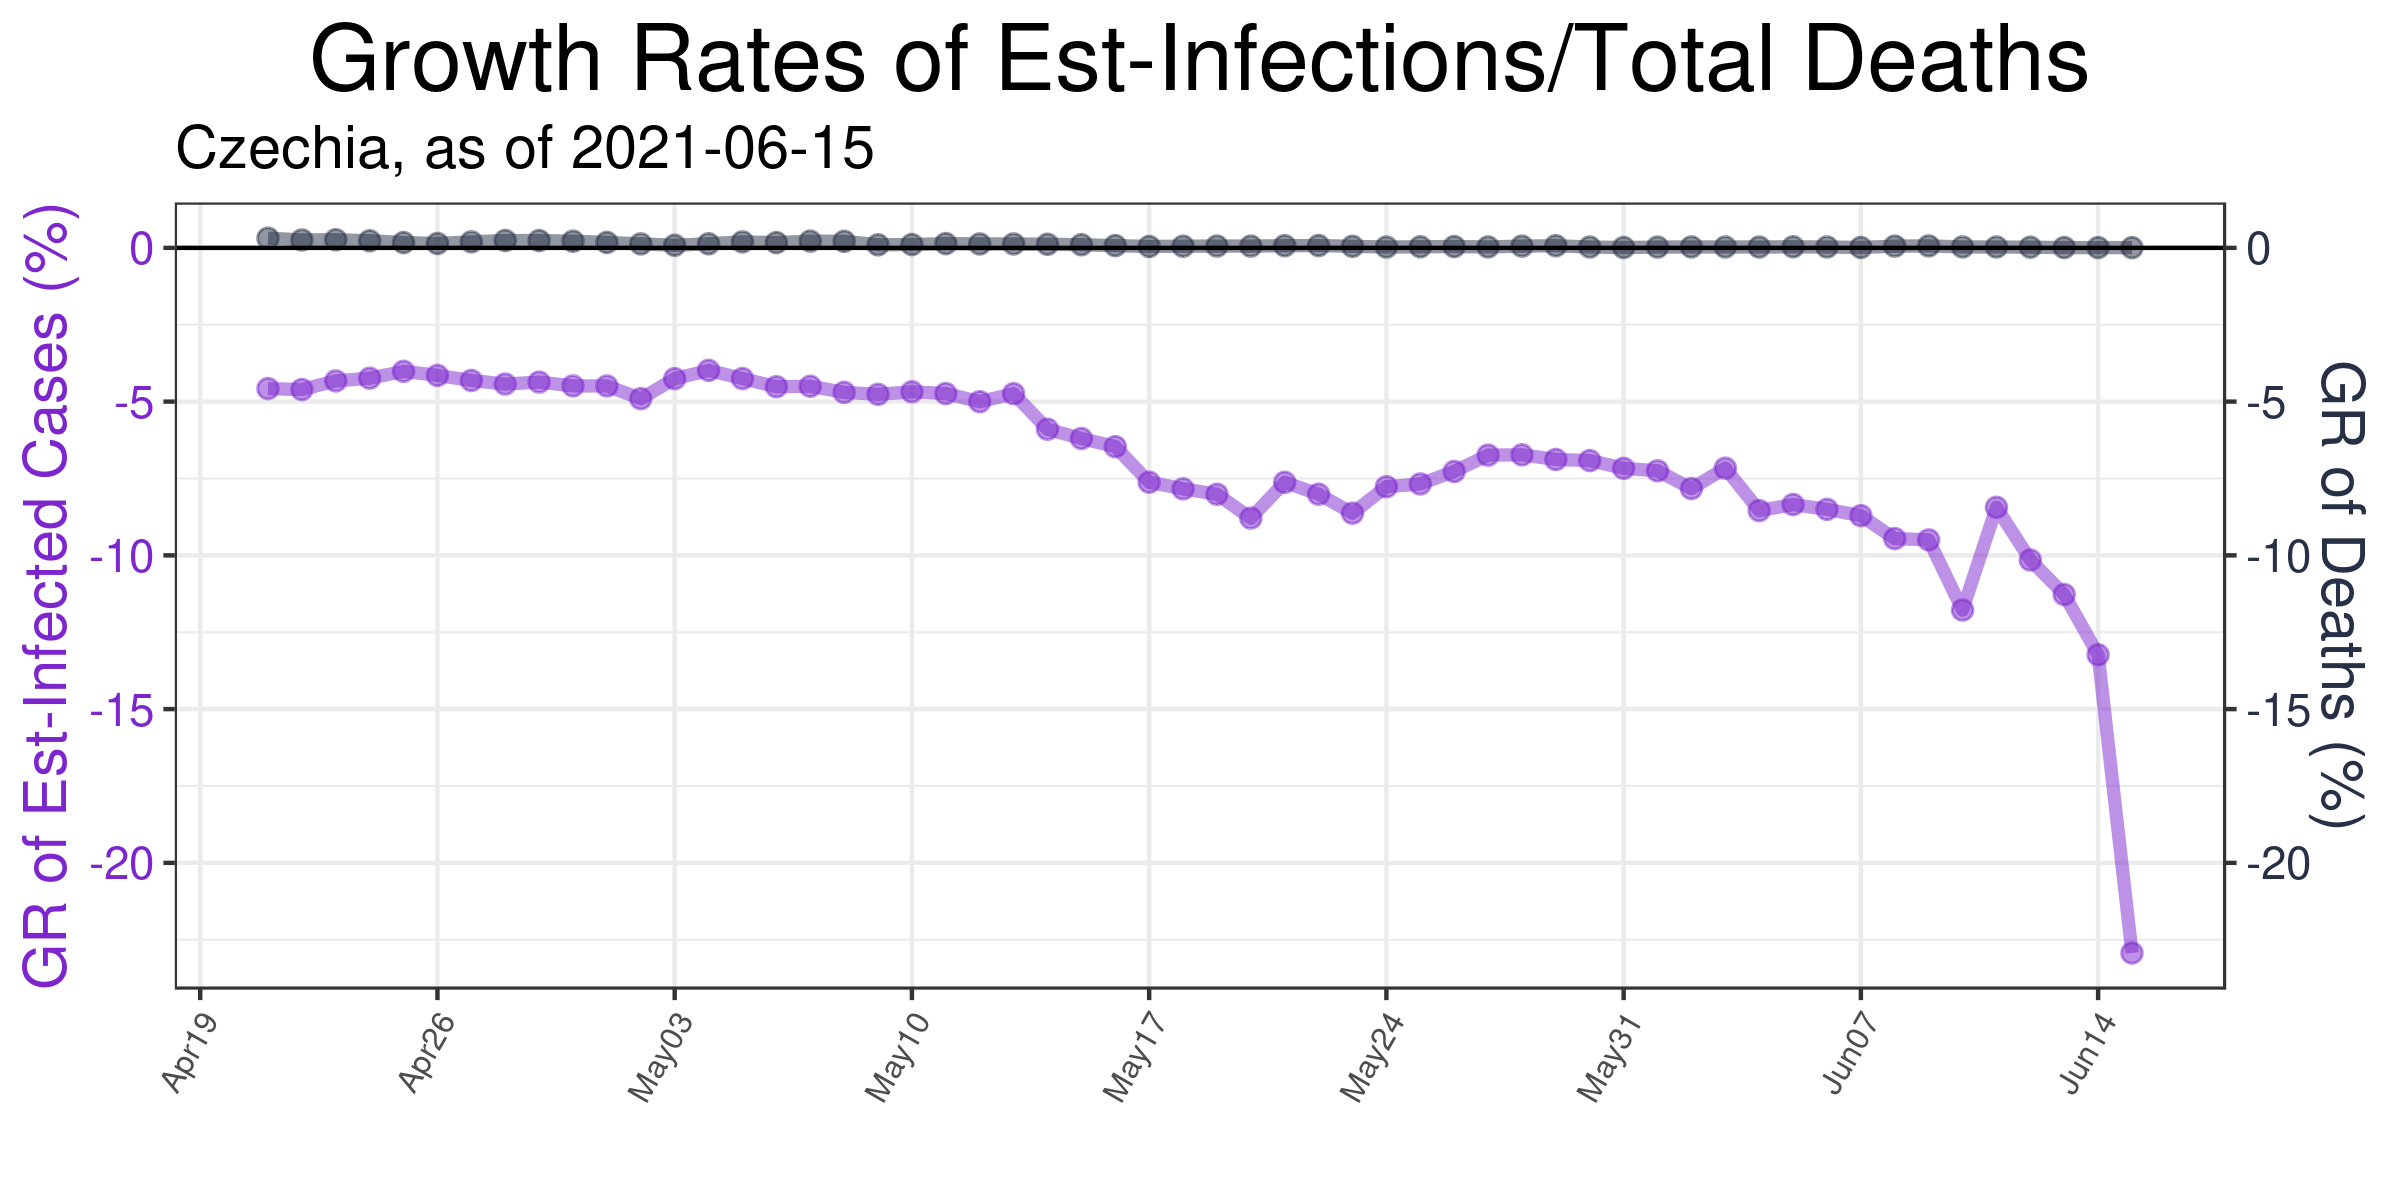 Growth Rates of Est-Infections/Total Deaths
Czechia, as of 2021-06-15
GR of Est-Infected Cases (%)
0
-5
-10
-15
-20
0
-5
-10
-15
-20
GR of Deaths (%)
Apr19
Apr26
May03
May10
May17
May24
May31
Jun07
Jun14